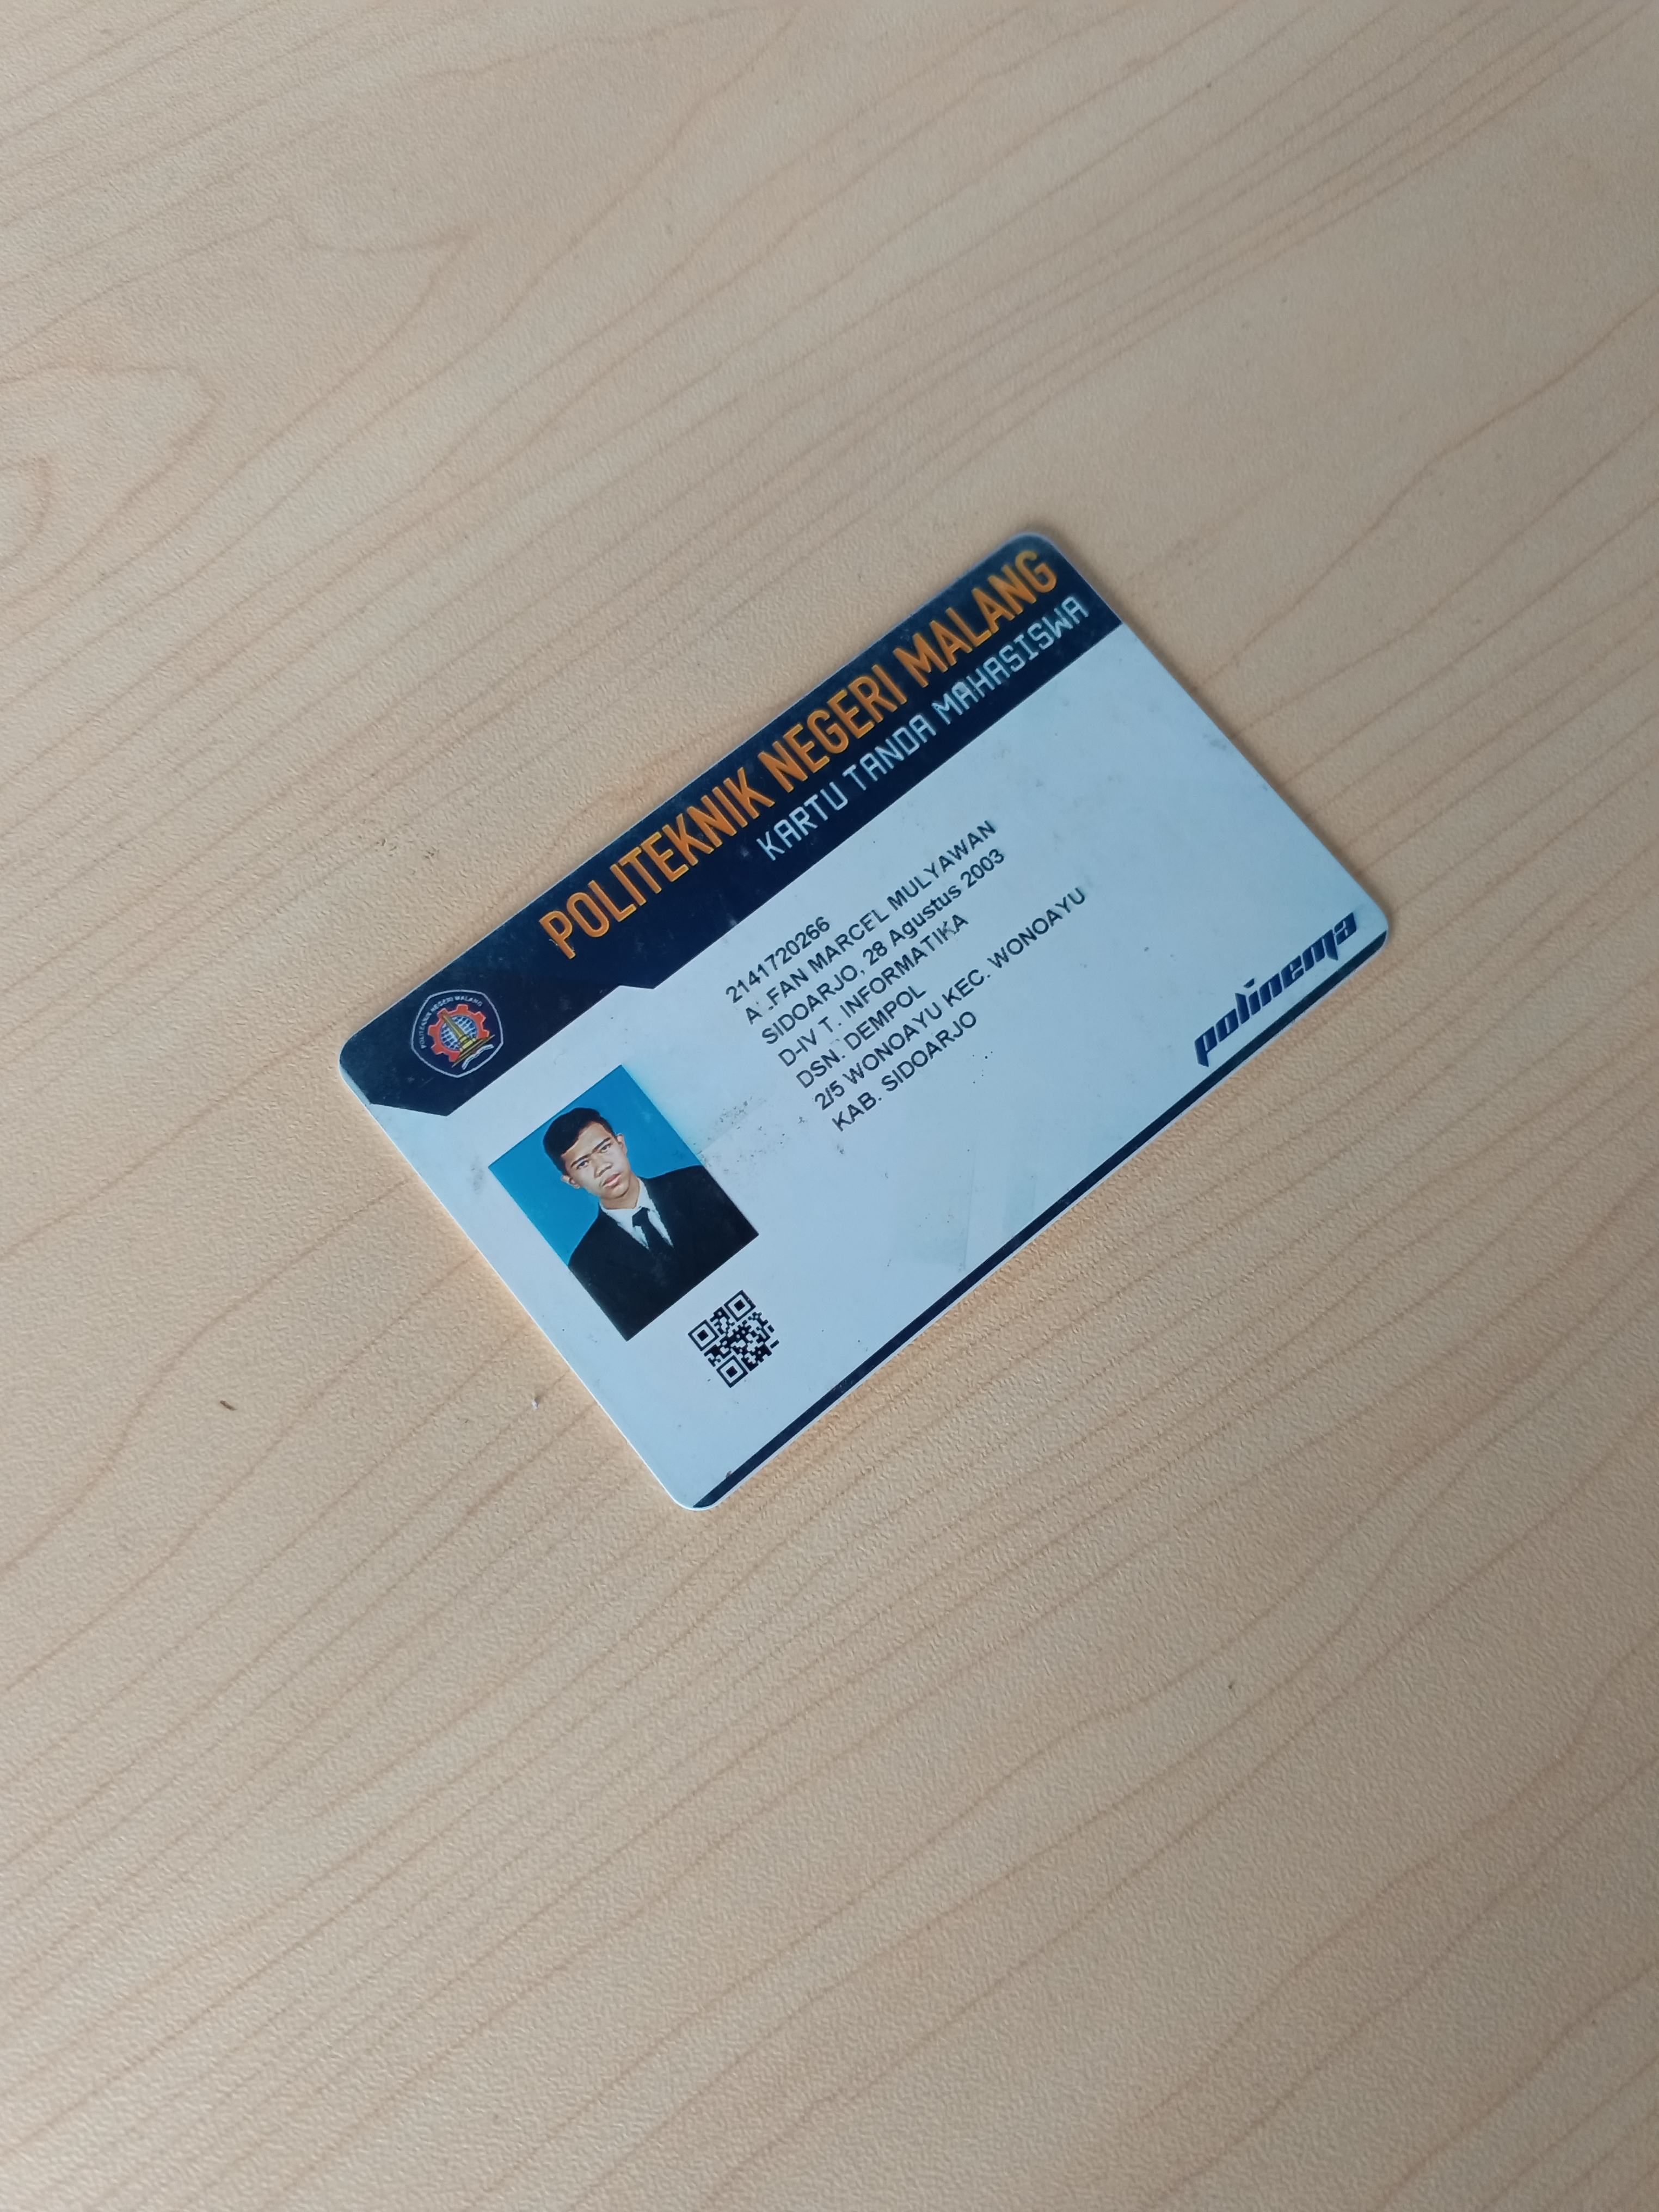 POLITEKNIK NEGERI MALANG
KARTU TANDA MAHASISWA
POLITEKNIK NEGERI MALANG
2141720266
MARCEL MULYAWAN
SIDOARJO, 28 Agustus 2003
D-IV T. INFORMATIKA
DSN. DEMPOL
2/5 WONOAYU KEC. WONOAYU
KAB. SIDOARJO
polinema